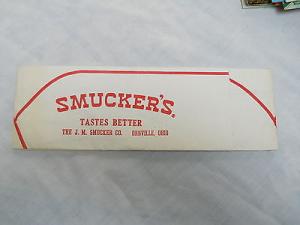 SMUCKER'S.
TASTES BETTER
THE J. M. SMUCKER CO. ORRVILLE, OHIO